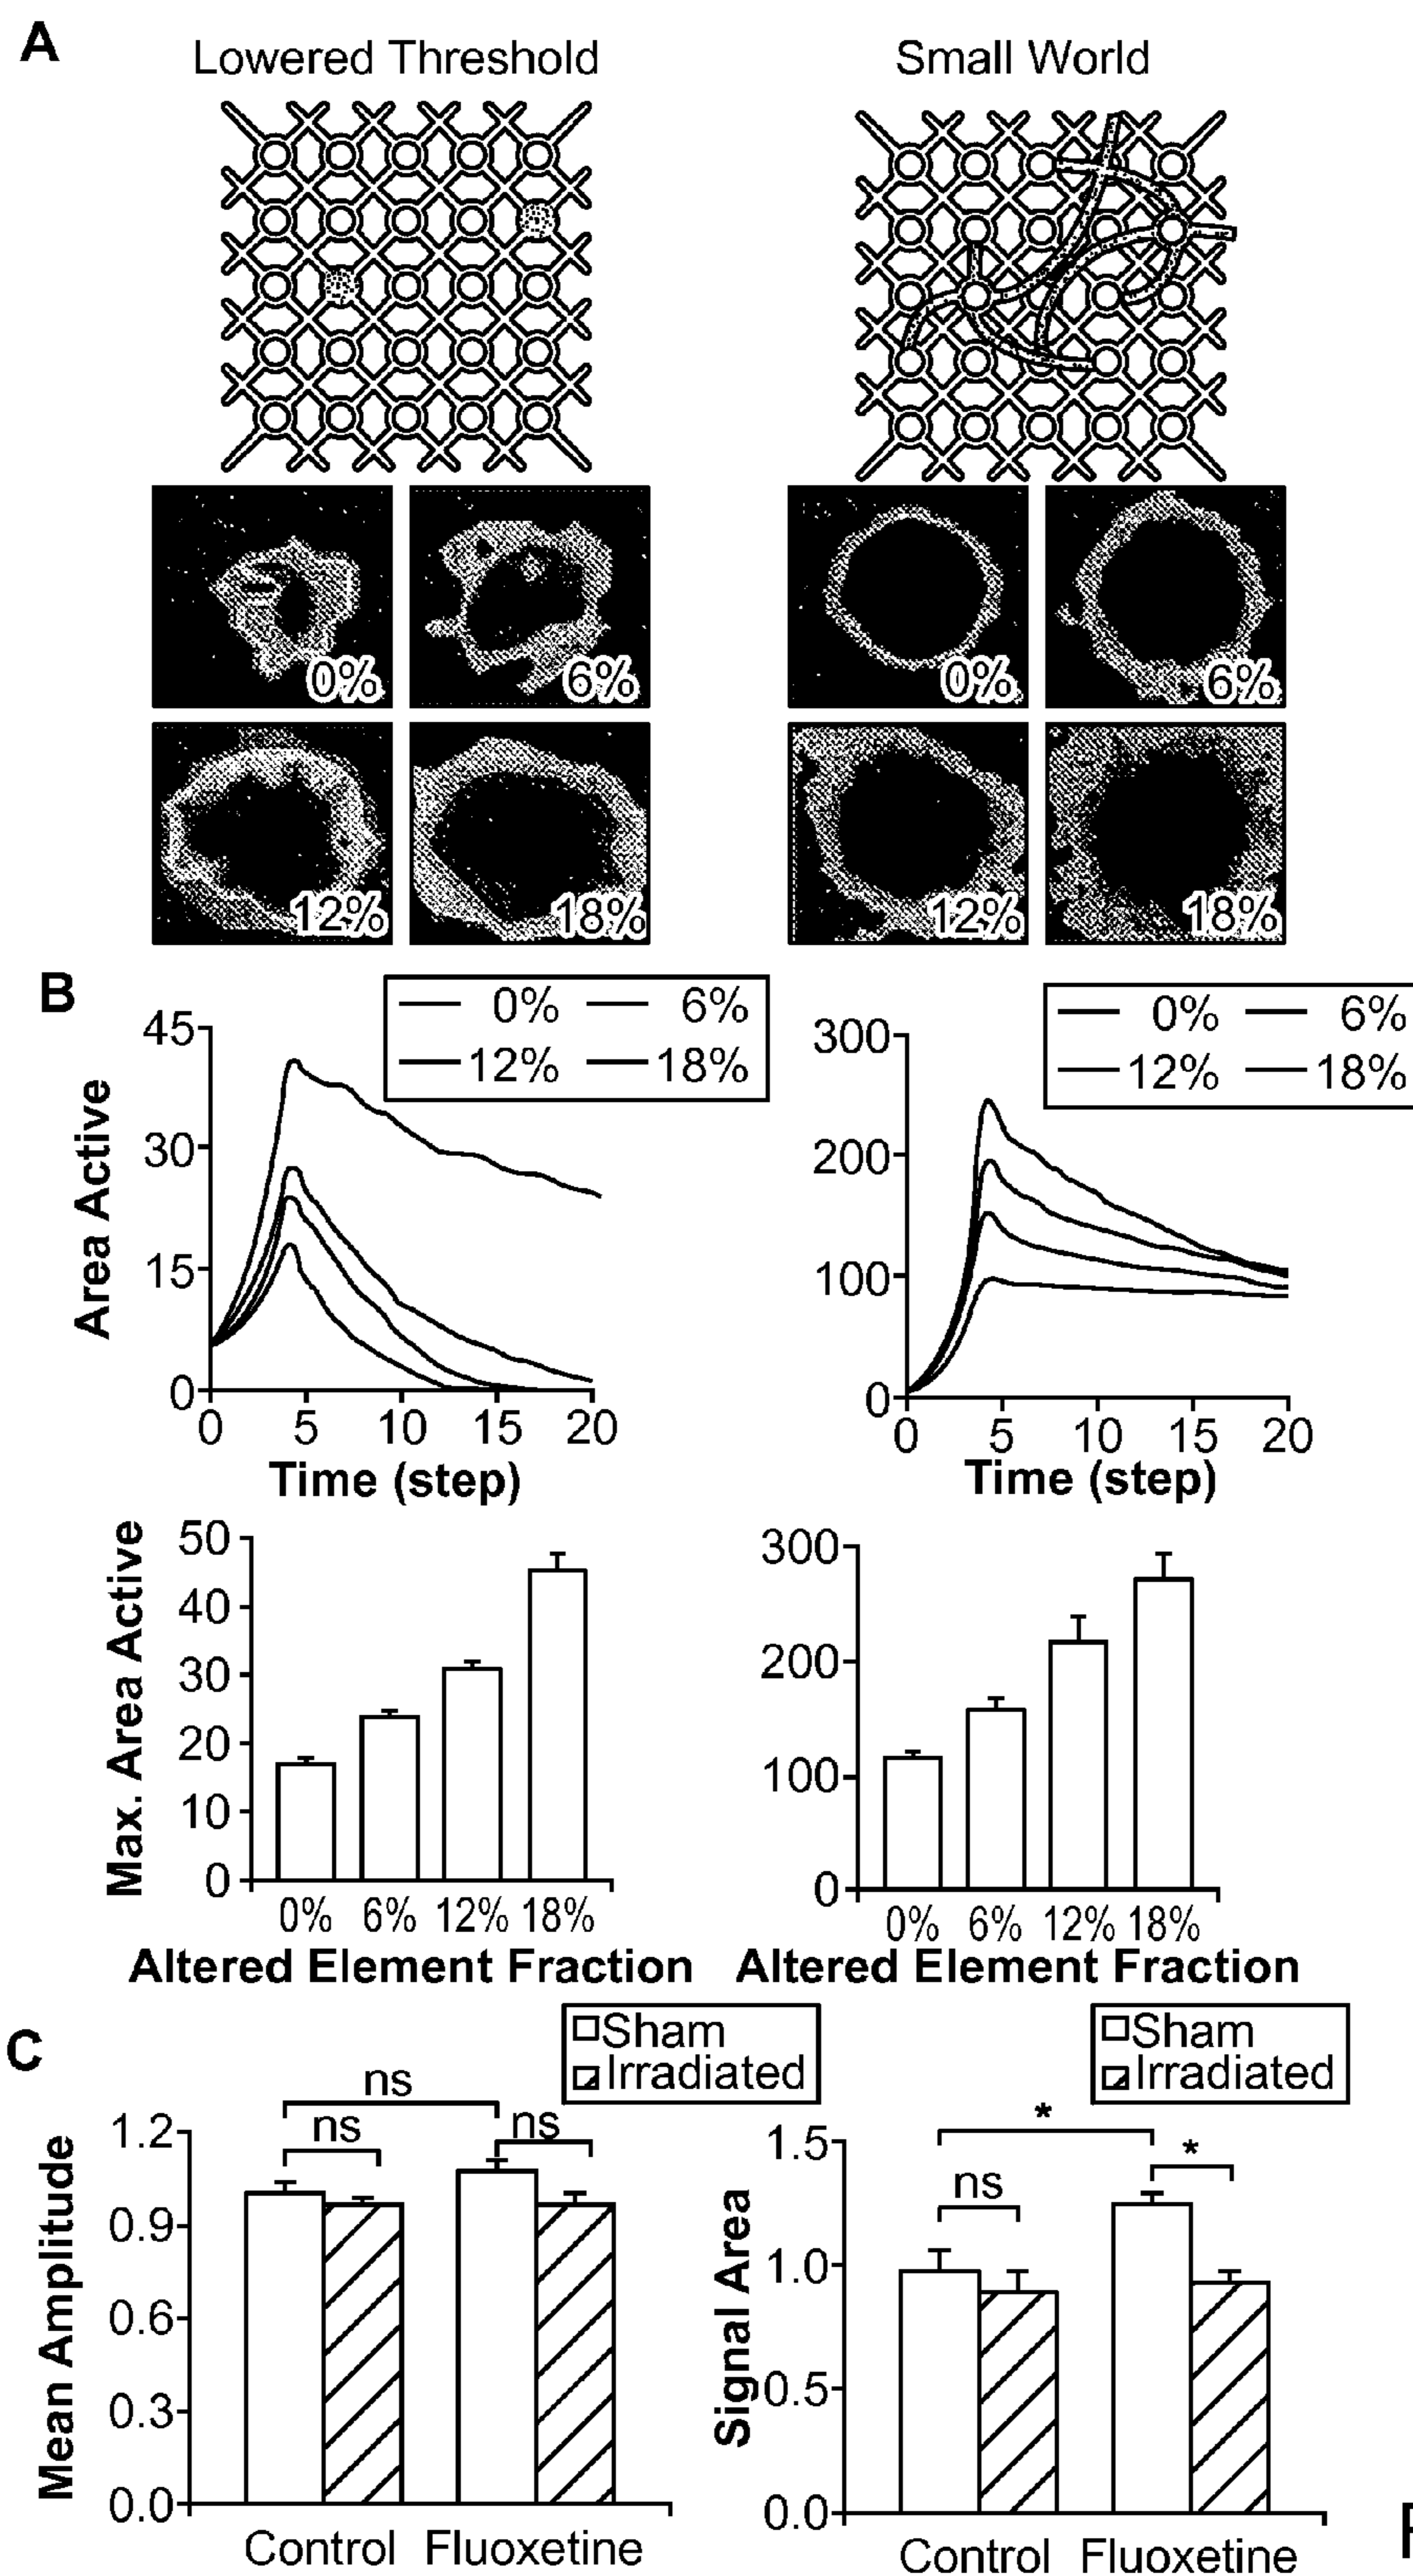 A
Lowered Threshold
Small World
0%
6%
0%
6%
12%
18%
12%
18%
B
0% 6%
12% 18%
0% 6%
12% 18%
Area Active
45
30
15
0
0 5 10 15 20
Time (step)
300
200
100
0
0 5 10 15 20
Time (step)
Max. Area Active
50
40
30
20
10
0
0% 6% 12% 18%
Altered Element Fraction
300
200
100
0
0% 6% 12% 18%
Altered Element Fraction
C
Sham
Irradiated
Sham
Irradiated
Mean Amplitude
1.2
0.9
0.6
0.3
0.0
ns
ns
ns
Control Fluoxetine
Signal Area
1.5
1.0
0.5
0.0
*
*
ns
Control Fluoxetine